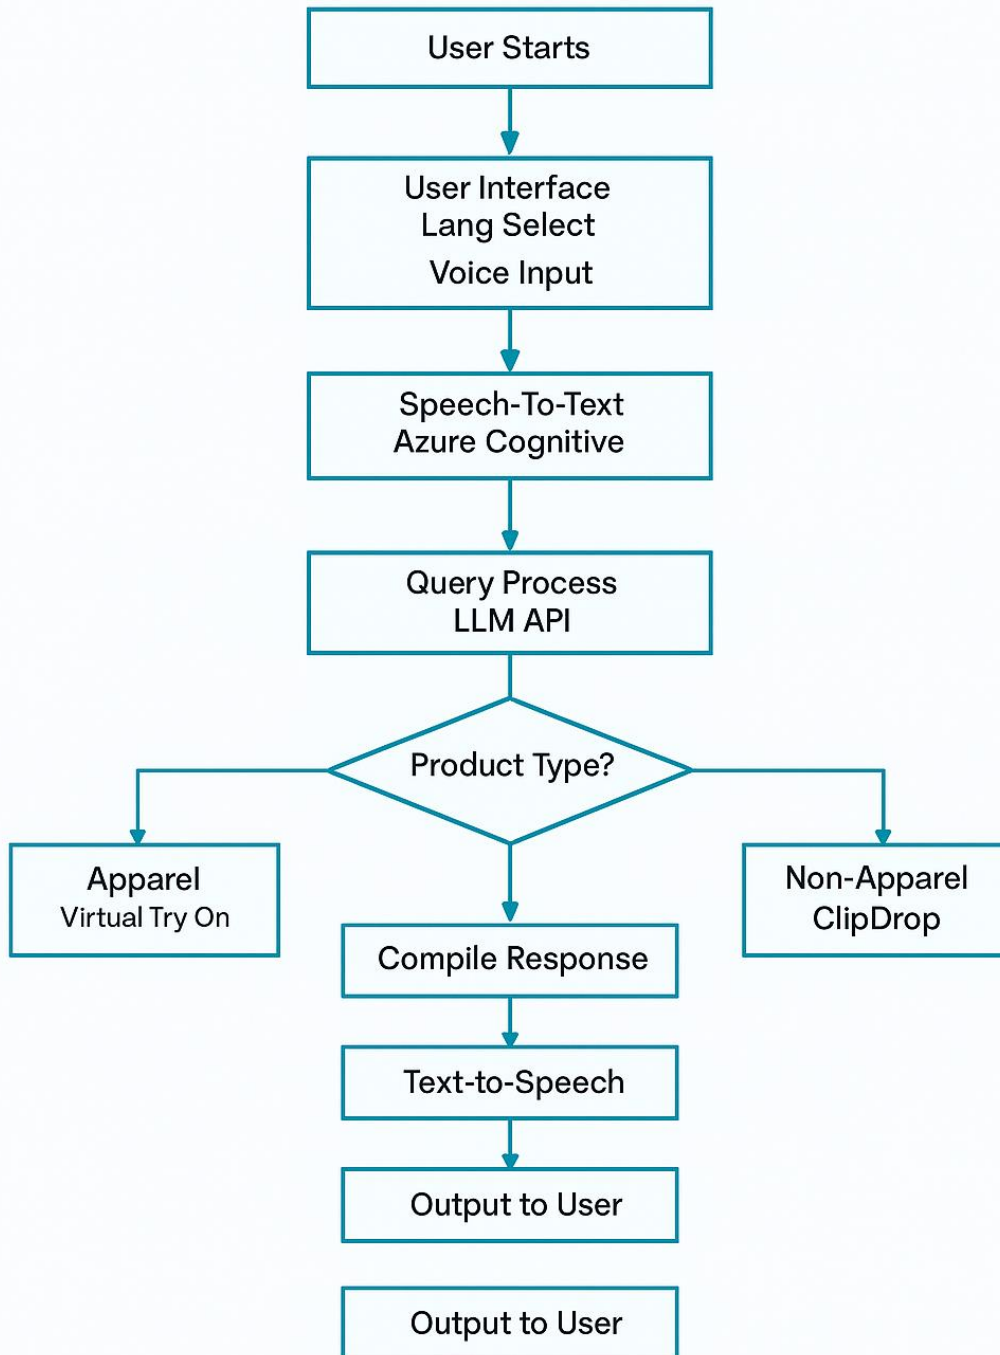 User Starts
User Interface
Lang Select
Voice Input
Speech-To-Text
Azure Cognitive
Query Process
LLM API
Product Type?
Apparel
Virtual Try On
Non-Apparel
ClipDrop
Compile Response
Text-to-Speech
Output to User
Output to User